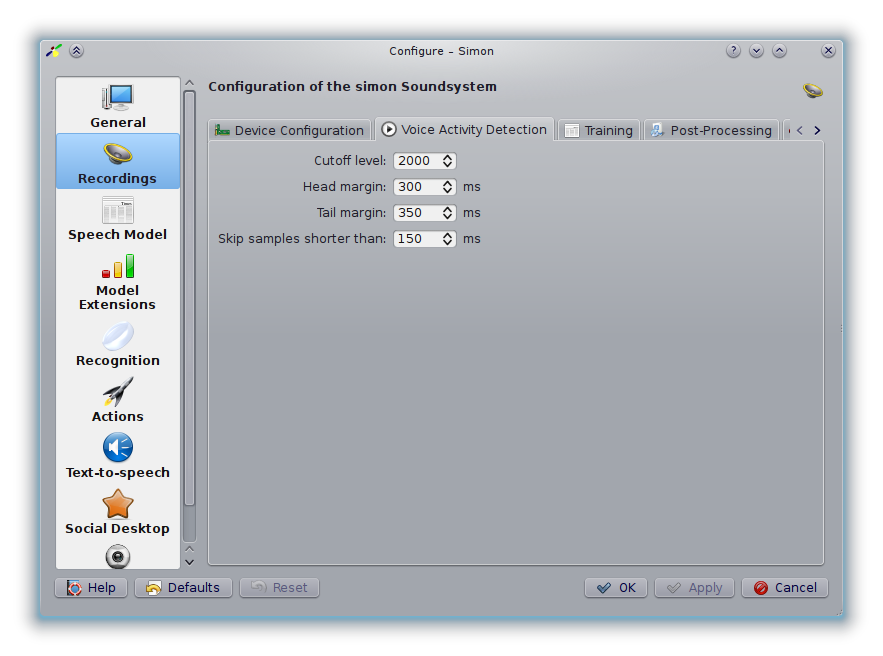 Configure – Simon
General
Recordings
Speech Model
Model
Extensions
Recognition
Actions
Text-to-speech
Social Desktop
Configuration of the simon Soundsystem
Device Configuration
Voice Activity Detection
Training
Post-Processing
Cutoff level: 2000
Head margin: 300 ms
Tail margin: 350 ms
Skip samples shorter than: 150 ms
Help
Defaults
Reset
OK
Apply
Cancel